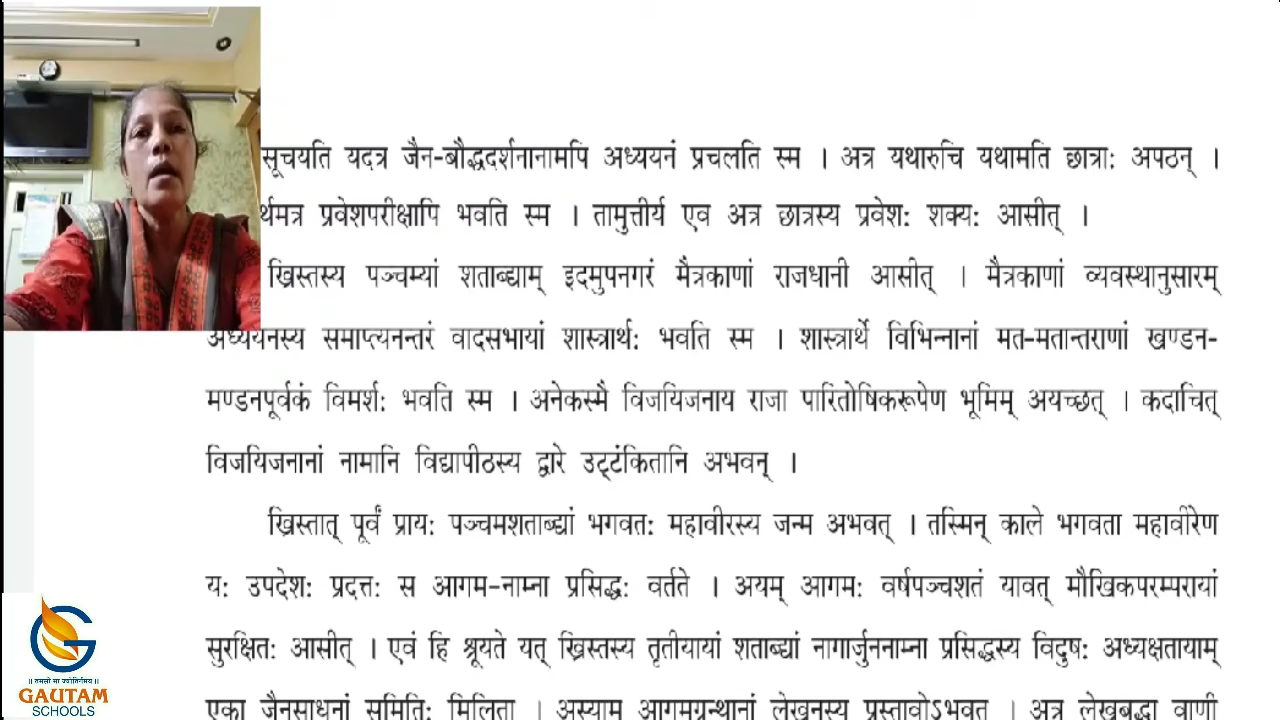 सूचयति यदत्र जैन-बौद्धदर्शनानामपि अध्ययनं प्रचलति स्म । अत्र यथारुचि यथामति छात्राः अपठन् ।
र्थमत्र प्रवेशपरीक्षापि भवति स्म । तामुत्तीर्य एव अत्र छात्रस्य प्रवेशः शक्यः आसीत् ।
ख्रिस्तस्य पञ्चम्यां शताब्द्याम् इदमुपनगरं मैत्रकाणां राजधानी आसीत् । मैत्रकाणां व्यवस्थानुसारम्
अध्ययनस्य समाप्त्यनन्तरं वादसभायां शास्त्रार्थः भवति स्म । शास्त्रार्थे विभिन्नानां मत-मतान्तराणां खण्डन-
मण्डनपूर्वकं विमर्शः भवति स्म । अनेकस्मै विजयिजनाय राजा पारितोषिकरूपेण भूमिम् अयच्छत् । कदाचित्
विजयिजनानां नामानि विद्यापीठस्य द्वारे उट्टंकितानि अभवन् ।
ख्रिस्तात् पूर्वं प्रायः पञ्चमशताब्द्यां भगवतः महावीरस्य जन्म अभवत् । तस्मिन् काले भगवता महावीरेण
यः उपदेशः प्रदत्तः स आगम-नाम्ना प्रसिद्धः वर्तते । अयम् आगमः वर्षपञ्चशतं यावत् मौखिकपरम्परायां
सुरक्षितः आसीत् । एवं हि श्रूयते यत् ख्रिस्तस्य तृतीयायां शताब्द्यां नागार्जुननाम्ना प्रसिद्धस्य विदुषः अध्यक्षतायाम्
एका जैनसाधूनां समितिः मिलिता । अस्याम् आगमग्रन्थानां लेखनस्य प्रस्तावोऽभवत् । अत्र लेखबद्धा वाणी
॥ तमसो मा ज्योतिर्गमय ॥
GAUTAM
SCHOOLS